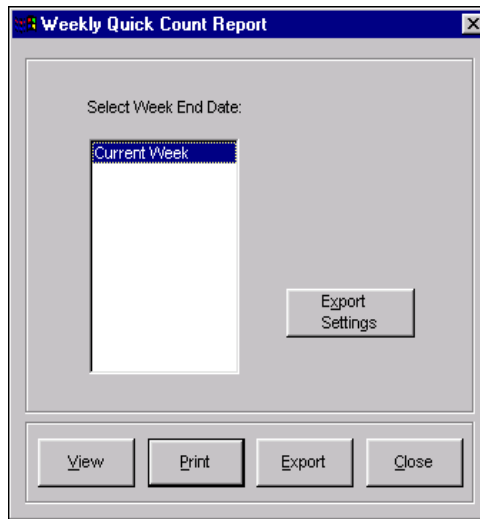 Weekly Quick Count Report
Select Week End Date:
Current Week
Export
Settings
View
Print
Export
Close